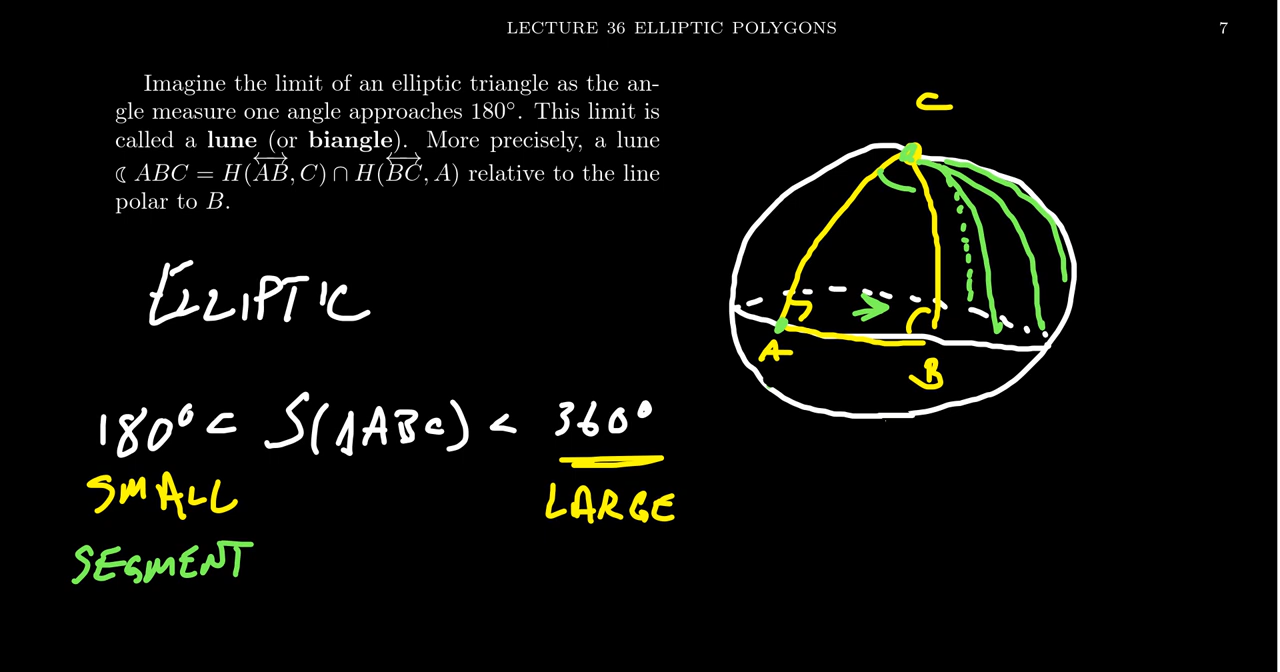 LECTURE 36 ELLIPTIC POLYGONS 7
Imagine the limit of an elliptic triangle as the an-
gle measure one angle approaches 180°. This limit is
called a lune (or biangle). More precisely, a lune
☾ ABC = H(\overleftrightarrow{AB}, C) ∩ H(\overleftrightarrow{BC}, A) relative to the line
polar to B.
ELLIPTIC
180° < S(△ABC) < 360°
SMALL
LARGE
SEGMENT
C
A
B